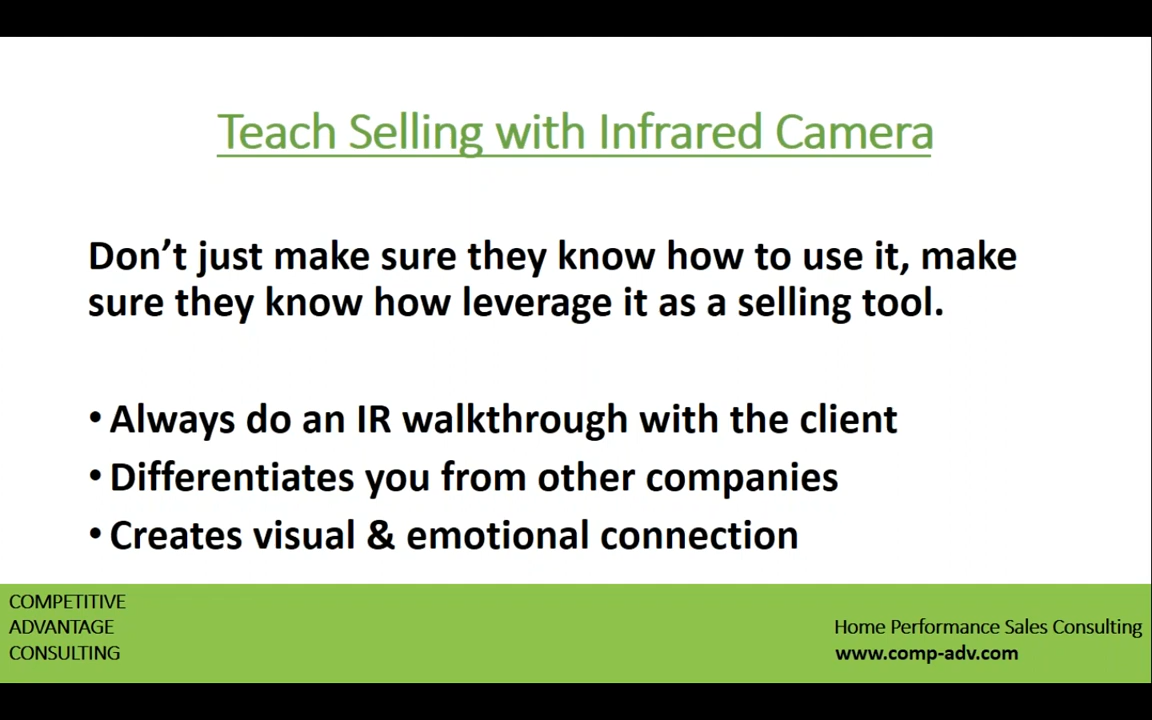 Teach Selling with Infrared Camera
Don’t just make sure they know how to use it, make
sure they know how leverage it as a selling tool.
• Always do an IR walkthrough with the client
• Differentiates you from other companies
• Creates visual & emotional connection
COMPETITIVE
ADVANTAGE
CONSULTING
Home Performance Sales Consulting
www.comp-adv.com